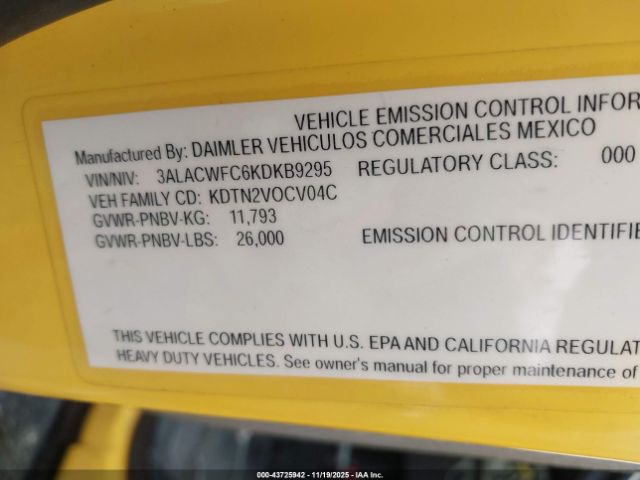 VEHICLE EMISSION CONTROL INFOR
Manufactured By: DAIMLER VEHICULOS COMERCIALES MEXICO
VIN/NIV: 3ALACWFC6KDKB9295 REGULATORY CLASS: 000
VEH FAMILY CD: KDTN2VOCV04C
GVWR-PNBV-KG: 11,793
GVWR-PNBV-LBS: 26,000 EMISSION CONTROL IDENTIFIE
THIS VEHICLE COMPLIES WITH U.S. EPA AND CALIFORNIA REGULAT
HEAVY DUTY VEHICLES. See owner's manual for proper maintenance of
000-43725942 - 11/19/2025 - IAA Inc.